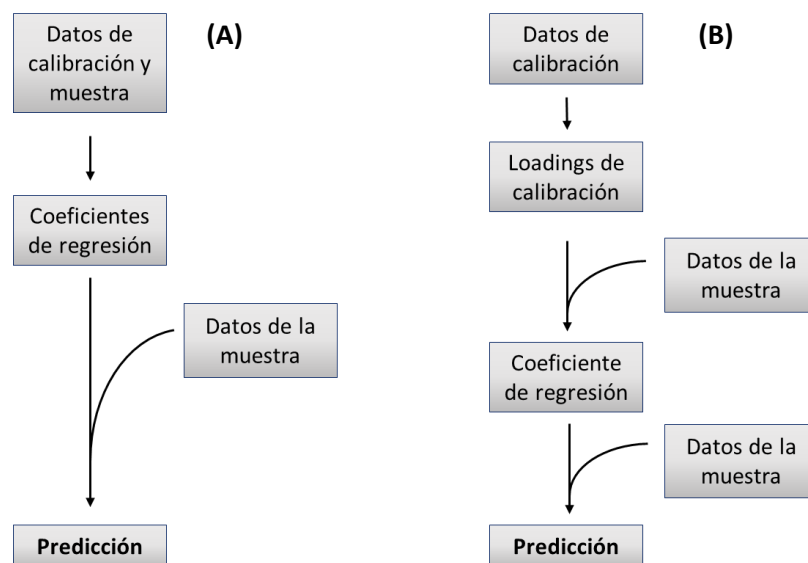 (A)
Datos de
calibración y
muestra
Coeficientes
de regresión
Datos de la
muestra
Predicción
(B)
Datos de
calibración
Loadings de
calibración
Datos de la
muestra
Coeficiente
de regresión
Datos de la
muestra
Predicción